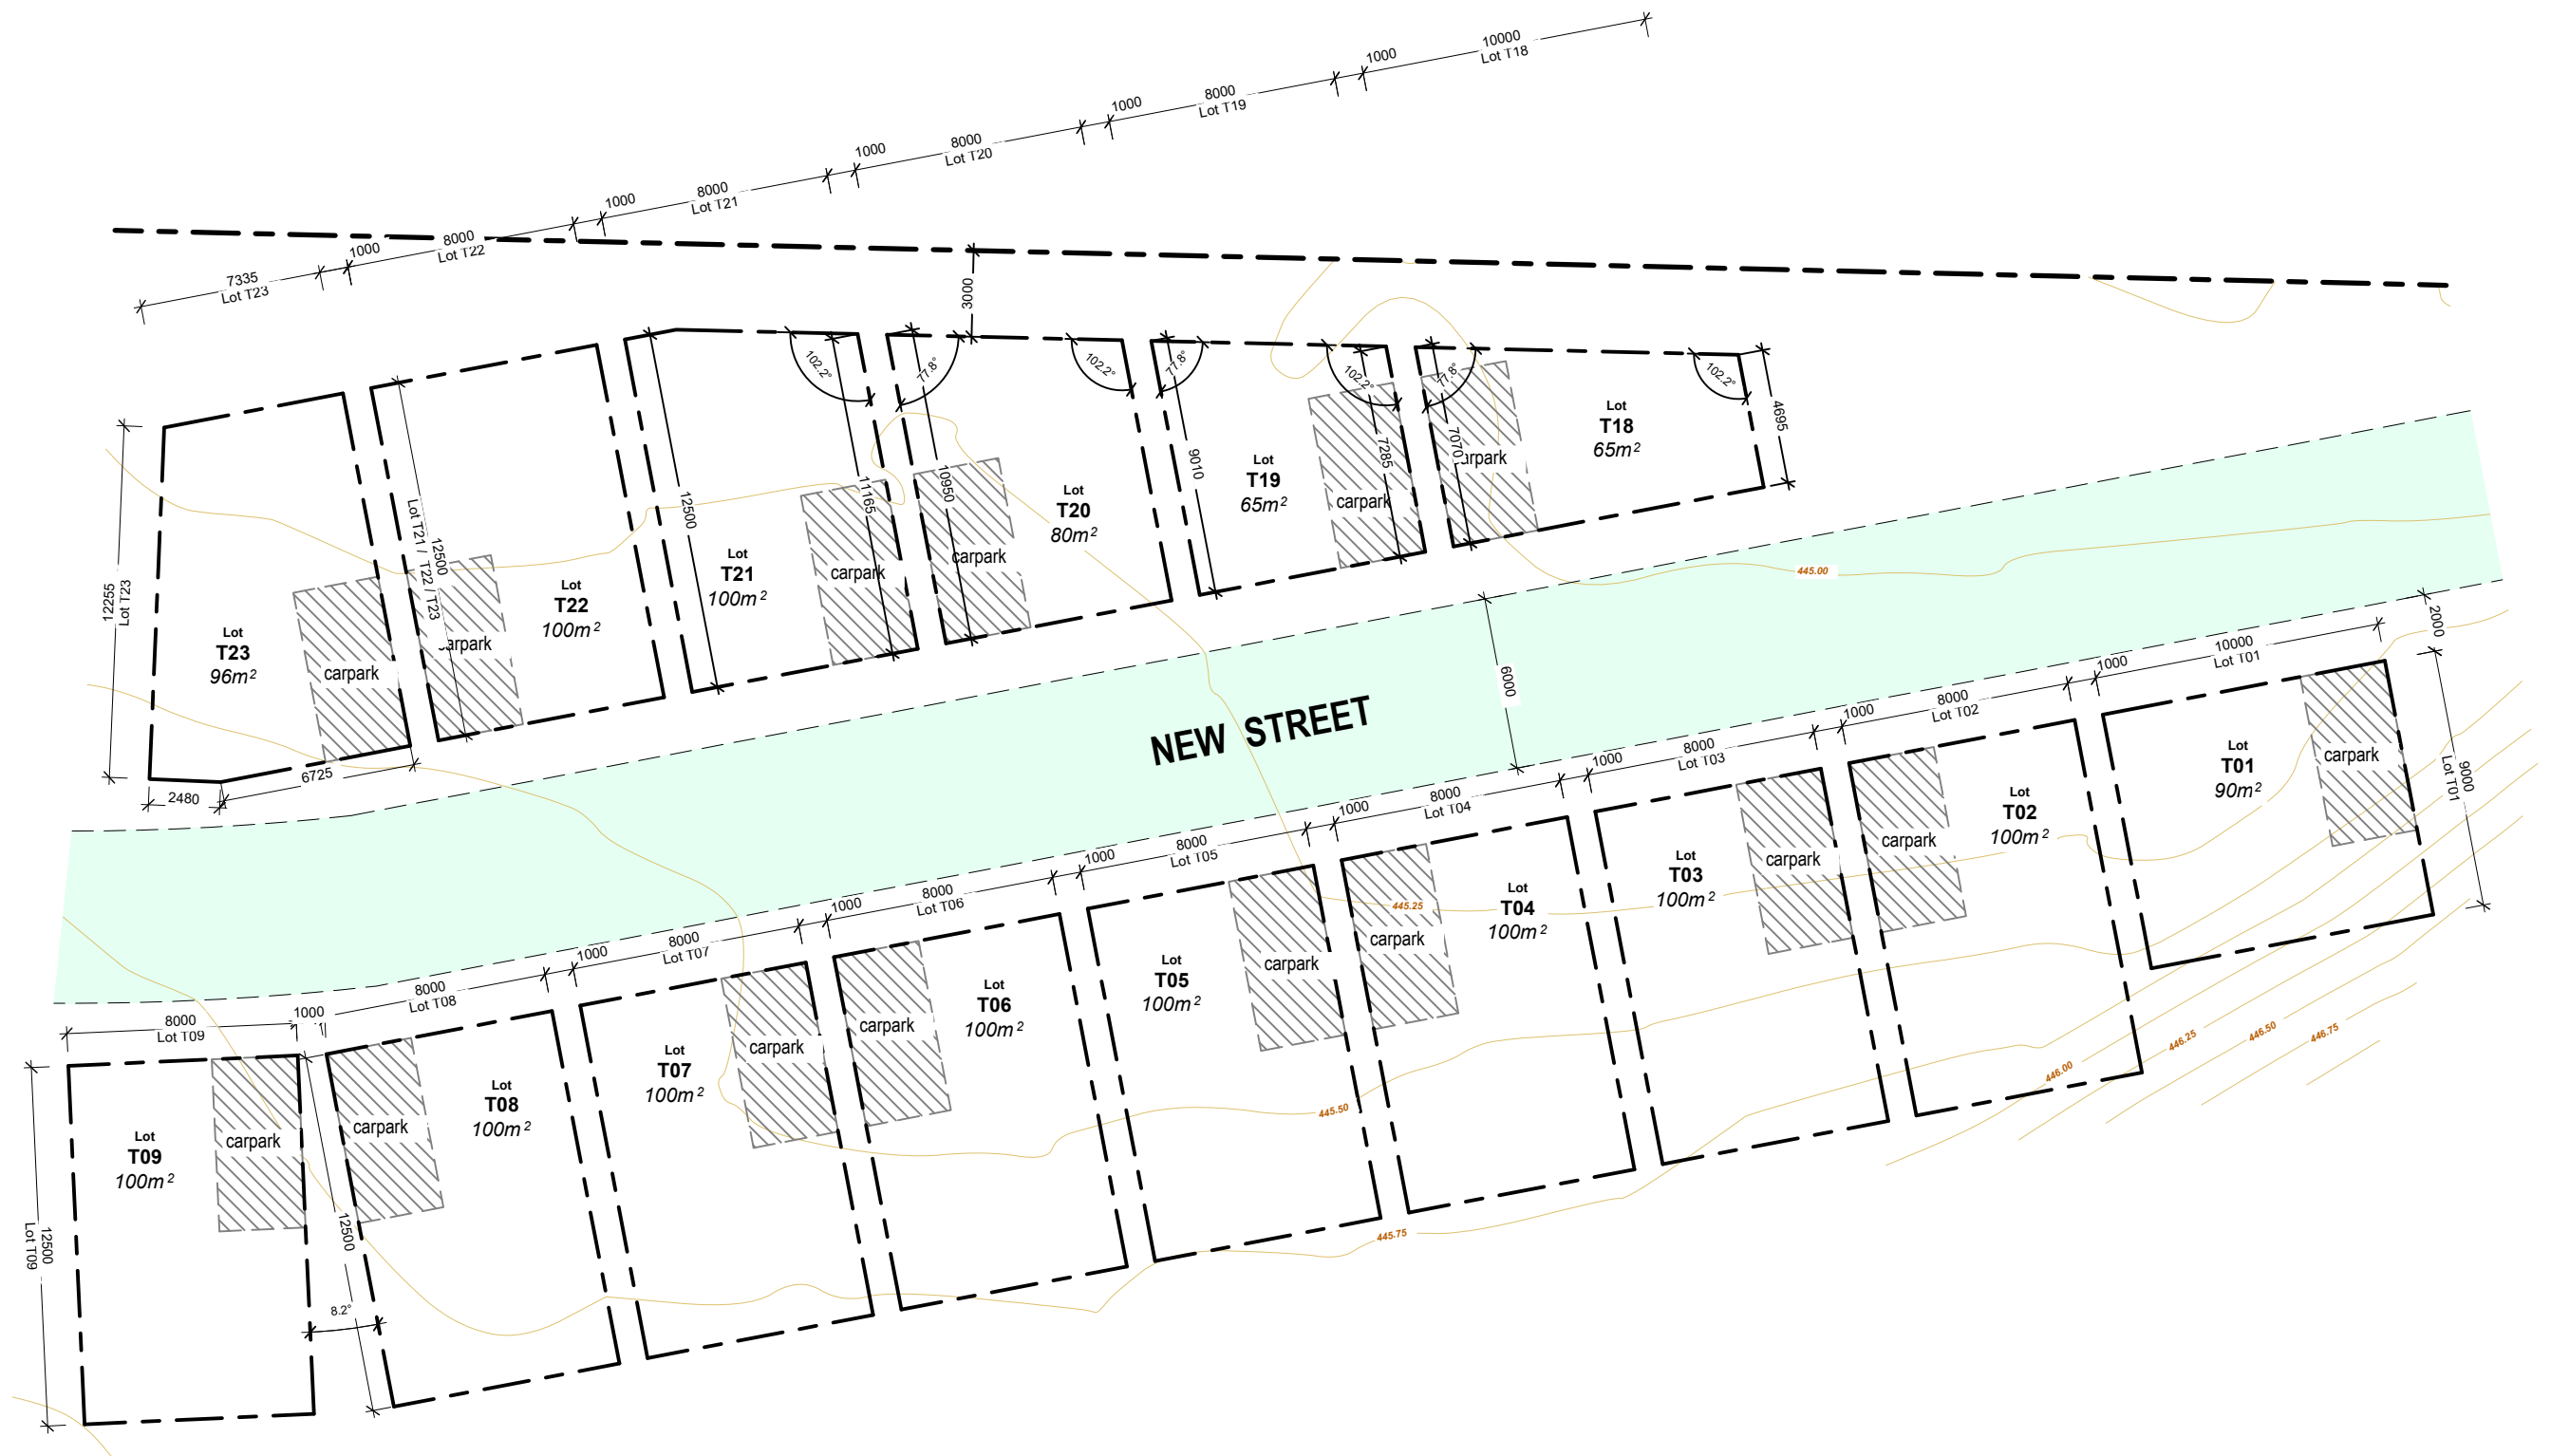 10000
Lot T18
1000
8000
Lot T19
1000
8000
Lot T20
1000
8000
Lot T21
1000
8000
Lot T22
1000
7335
Lot T23
3000
102.2°
77.8°
102.2°
77.8°
102.2°
77.8°
102.2°
4695
Lot
T18
65m²
carpark
7070
7285
Lot
T19
65m²
carpark
9010
Lot
T20
80m²
carpark
10950
11165
Lot
T21
100m²
carpark
12500
Lot
T22
100m²
carpark
12500
Lot T21 / T22 / T23
Lot
T23
96m²
carpark
12255
Lot T23
2480
6725
445.00
6000
NEW STREET
2000
10000
Lot T01
1000
8000
Lot T02
1000
8000
Lot T03
1000
8000
Lot T04
1000
8000
Lot T05
1000
8000
Lot T06
1000
8000
Lot T07
1000
8000
Lot T08
1000
8000
Lot T09
Lot
T01
90m²
carpark
9000
Lot T01
Lot
T02
100m²
carpark
Lot
T03
100m²
carpark
Lot
T04
100m²
carpark
445.25
Lot
T05
100m²
carpark
Lot
T06
100m²
carpark
Lot
T07
100m²
carpark
Lot
T08
100m²
carpark
Lot
T09
100m²
carpark
12500
Lot T09
12500
8.2°
445.50
445.75
446.00
446.25
446.50
446.75